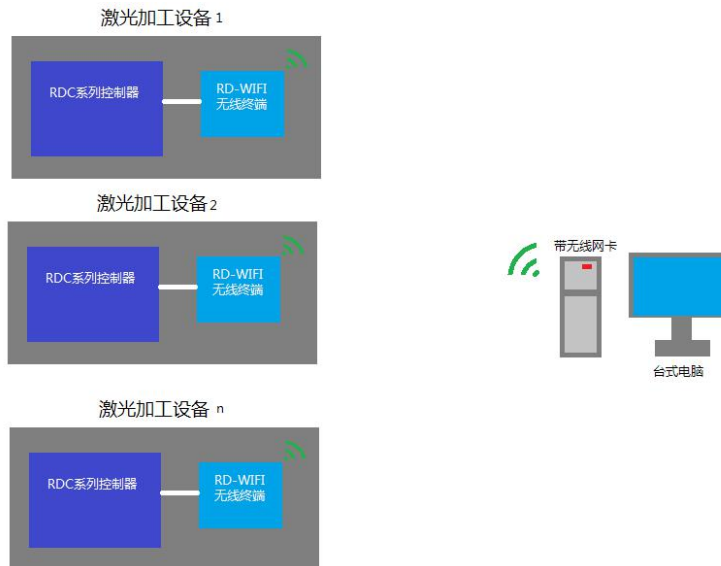 激光加工设备1
RDC系列控制器
RD-WIFI
无线终端
激光加工设备2
RDC系列控制器
RD-WIFI
无线终端
带无线网卡
台式电脑
激光加工设备 n
RDC系列控制器
RD-WIFI
无线终端